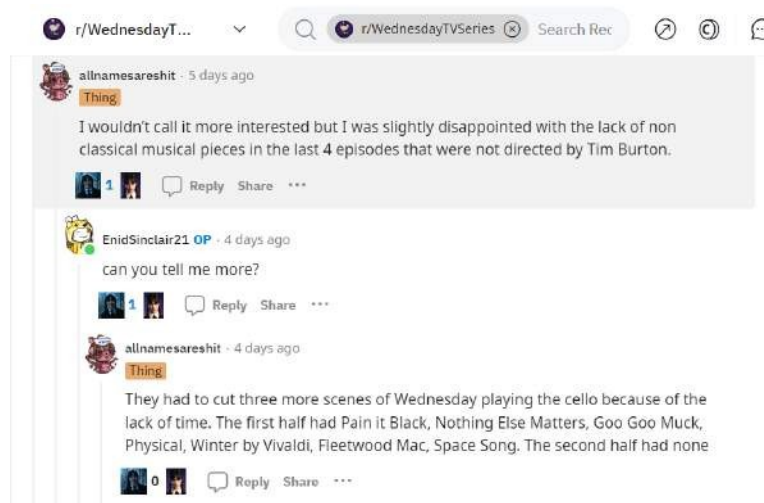 r/WednesdayT...
r/WednesdayTVSeries
Search Rec
allnamesareshit · 5 days ago
Thing
I wouldn't call it more interested but I was slightly disappointed with the lack of non
classical musical pieces in the last 4 episodes that were not directed by Tim Burton.
1
Reply Share ···
EnidSinclair21 OP · 4 days ago
can you tell me more?
1
Reply Share ···
allnamesareshit · 4 days ago
Thing
They had to cut three more scenes of Wednesday playing the cello because of the
lack of time. The first half had Pain it Black, Nothing Else Matters, Goo Goo Muck,
Physical, Winter by Vivaldi, Fleetwood Mac, Space Song. The second half had none
0
Reply Share ···